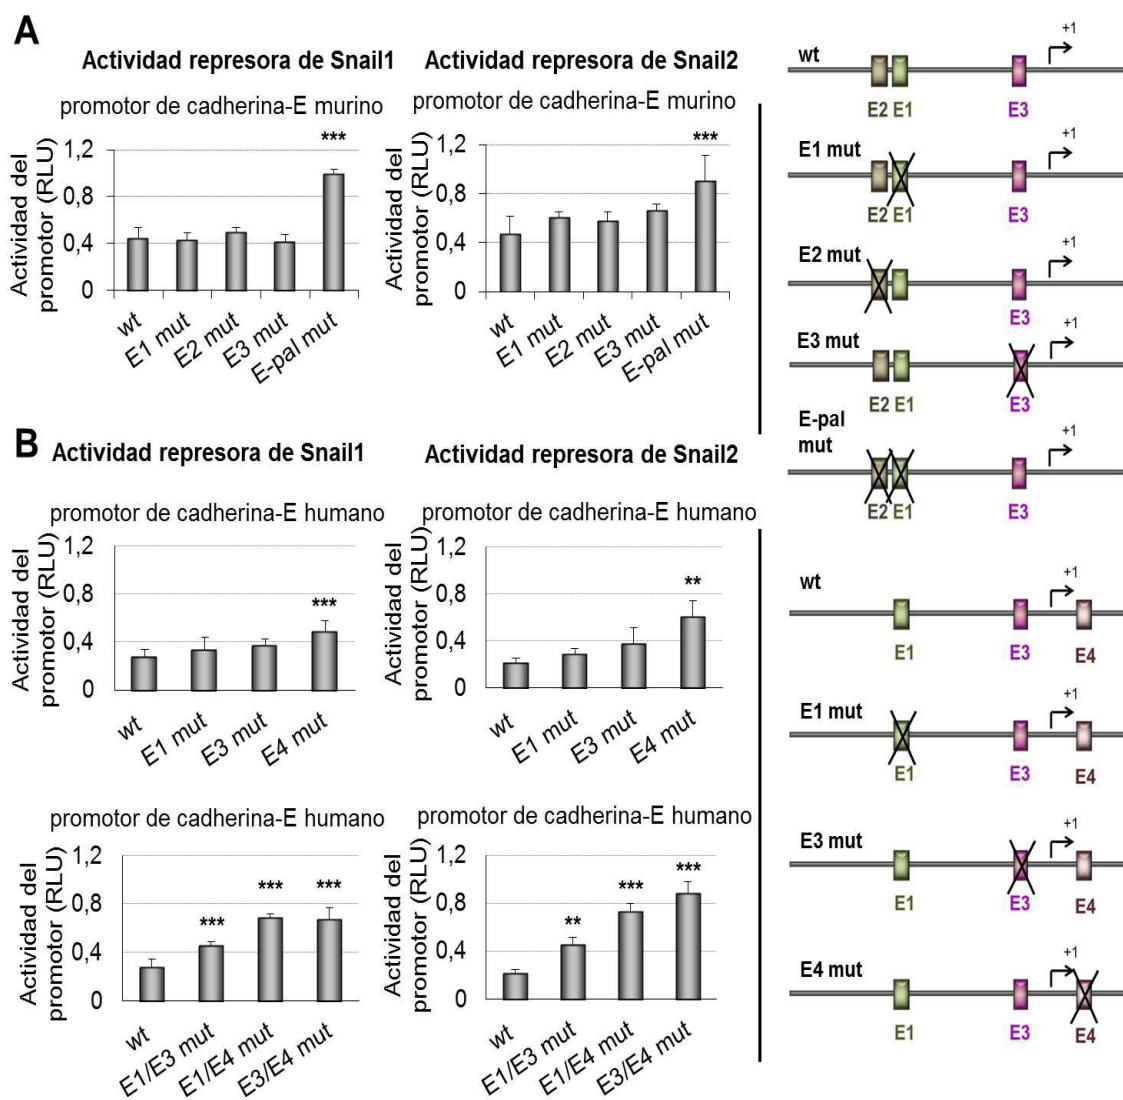 A
Actividad represora de Snail1
promotor de cadherina-E murino
Actividad del
promotor (RLU)
1,2
0,8
0,4
0
***
wt
E1 mut
E2 mut
E3 mut
E-pal mut
Actividad represora de Snail2
promotor de cadherina-E murino
Actividad del
promotor (RLU)
1,2
0,8
0,4
0
***
wt
E1 mut
E2 mut
E3 mut
E-pal mut
wt
+1
E2 E1
E3
E1 mut
+1
E2 E1
E3
E2 mut
+1
E3
E3 mut
+1
E2 E1
E3
E-pal
mut
+1
E2 E1
E3
B
Actividad represora de Snail1
promotor de cadherina-E humano
Actividad del
promotor (RLU)
1,2
0,8
0,4
0
***
wt
E1 mut
E3 mut
E4 mut
Actividad represora de Snail2
promotor de cadherina-E humano
Actividad del
promotor (RLU)
1,2
0,8
0,4
0
**
wt
E1 mut
E3 mut
E4 mut
promotor de cadherina-E humano
Actividad del
promotor (RLU)
1,2
0,8
0,4
0
***
***
***
wt
E1/E3 mut
E1/E4 mut
E3/E4 mut
promotor de cadherina-E humano
Actividad del
promotor (RLU)
1,2
0,8
0,4
0
**
***
***
wt
E1/E3 mut
E1/E4 mut
E3/E4 mut
wt
+1
E1
E3
E4
E1 mut
+1
E1
E3
E4
E3 mut
+1
E1
E3
E4
E4 mut
+1
E1
E3
E4